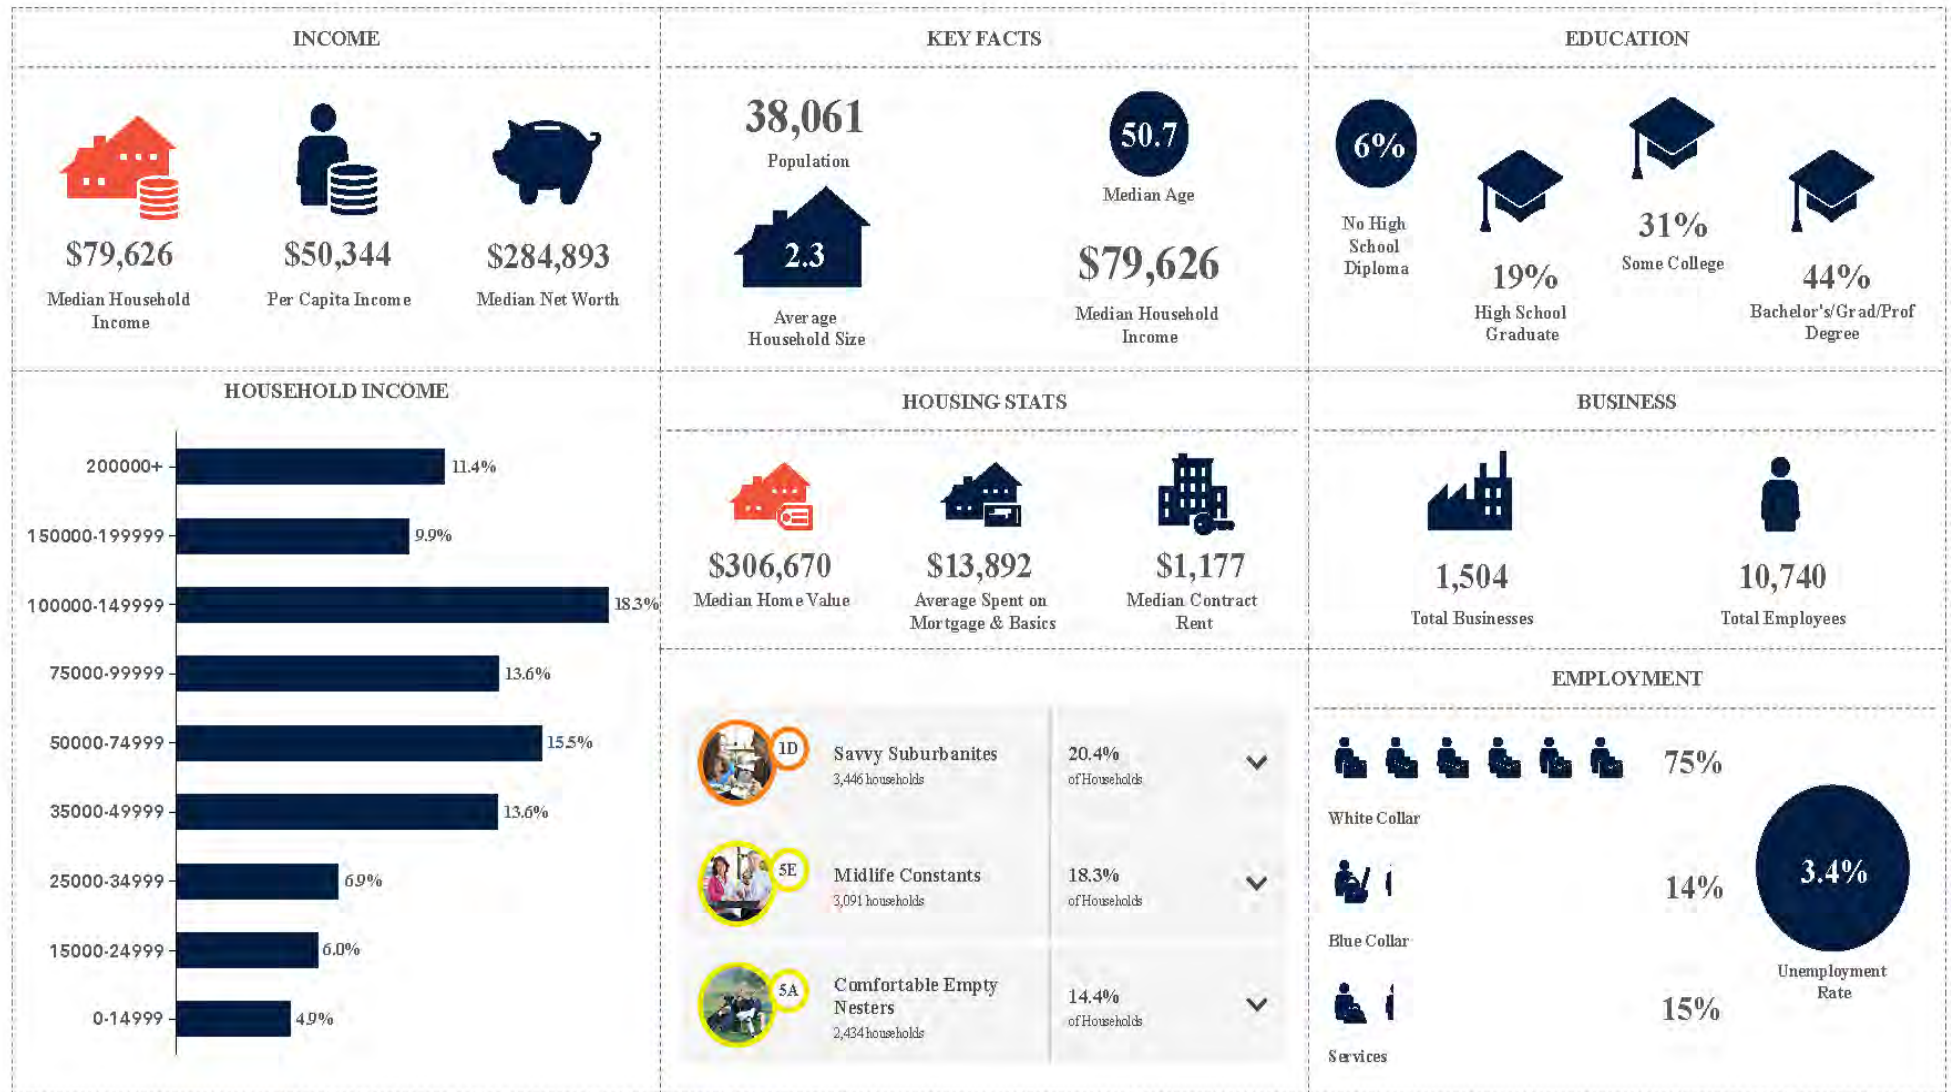 INCOME
$79,626
Median Household
Income
$50,344
Per Capita Income
$284,893
Median Net Worth
KEY FACTS
38,061
Population
50.7
Median Age
2.3
Average
Household Size
$79,626
Median Household
Income
EDUCATION
6%
No High
School
Diploma
19%
High School
Graduate
31%
Some College
44%
Bachelor's/Grad/Prof
Degree
HOUSEHOLD INCOME
200000+
11.4%
150000-199999
9.9%
100000-149999
18.3%
75000-99999
13.6%
50000-74999
15.5%
35000-49999
13.6%
25000-34999
6.9%
15000-24999
6.0%
0-14999
4.9%
HOUSING STATS
$306,670
Median Home Value
$13,892
Average Spent on
Mortgage & Basics
$1,177
Median Contract
Rent
1D
Savvy Suburbanites
3,446 households
20.4%
of Households
5E
Midlife Constants
3,091 households
18.3%
of Households
5A
Comfortable Empty
Nesters
2,434 households
14.4%
of Households
BUSINESS
1,504
Total Businesses
10,740
Total Employees
EMPLOYMENT
75%
White Collar
14%
Blue Collar
15%
Services
3.4%
Unemployment
Rate